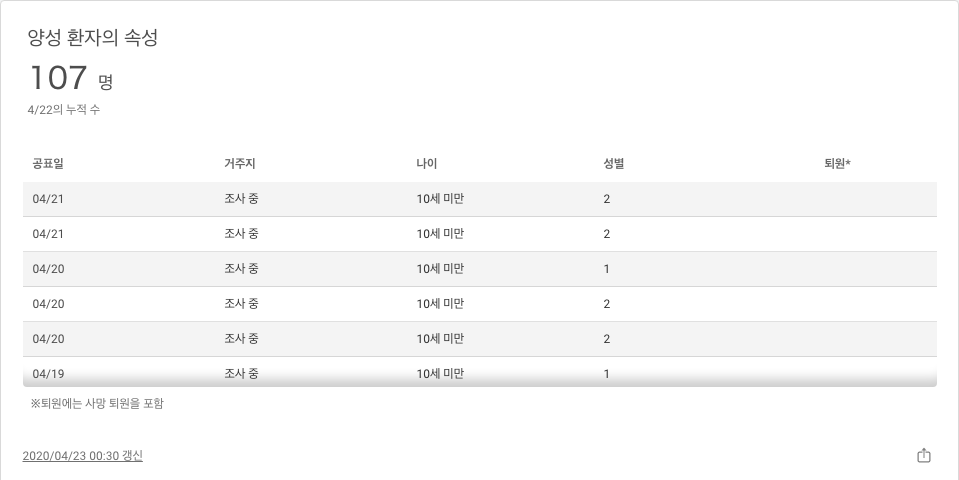 양성 환자의 속성
107 명
4/22의 누적 수
공표일 거주지 나이 성별 퇴원*
04/21 조사 중 10세 미만 2
04/21 조사 중 10세 미만 2
04/20 조사 중 10세 미만 1
04/20 조사 중 10세 미만 2
04/20 조사 중 10세 미만 2
04/19 조사 중 10세 미만 1
※퇴원에는 사망 퇴원을 포함
2020/04/23 00:30 갱신